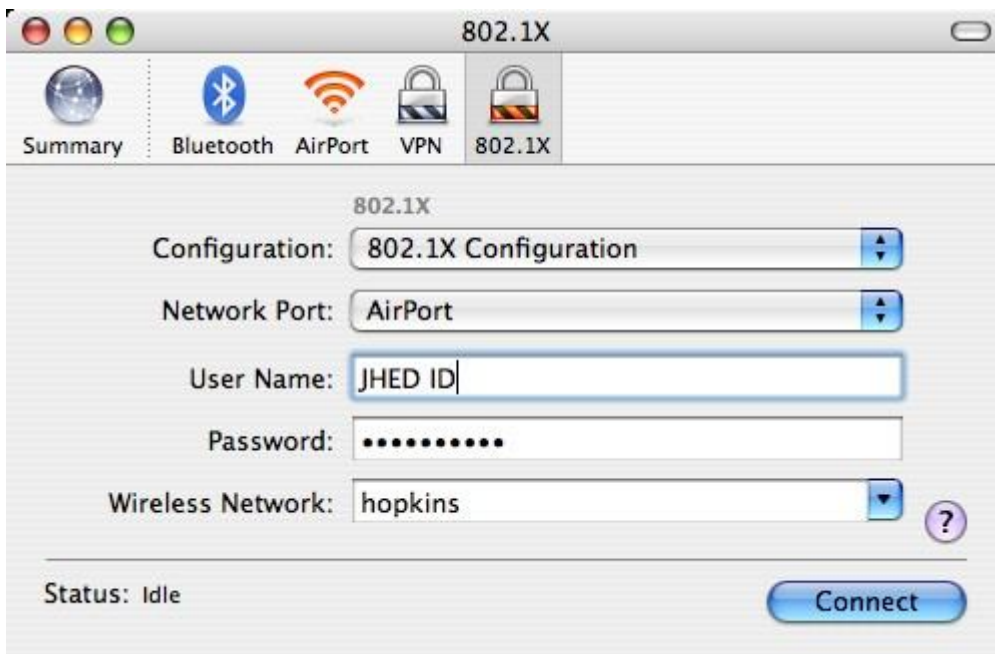 802.1X
Summary Bluetooth AirPort VPN 802.1X
802.1X
Configuration: 802.1X Configuration
Network Port: AirPort
User Name: JHED ID
Password: ••••••••••
Wireless Network: hopkins
?
Status: Idle Connect